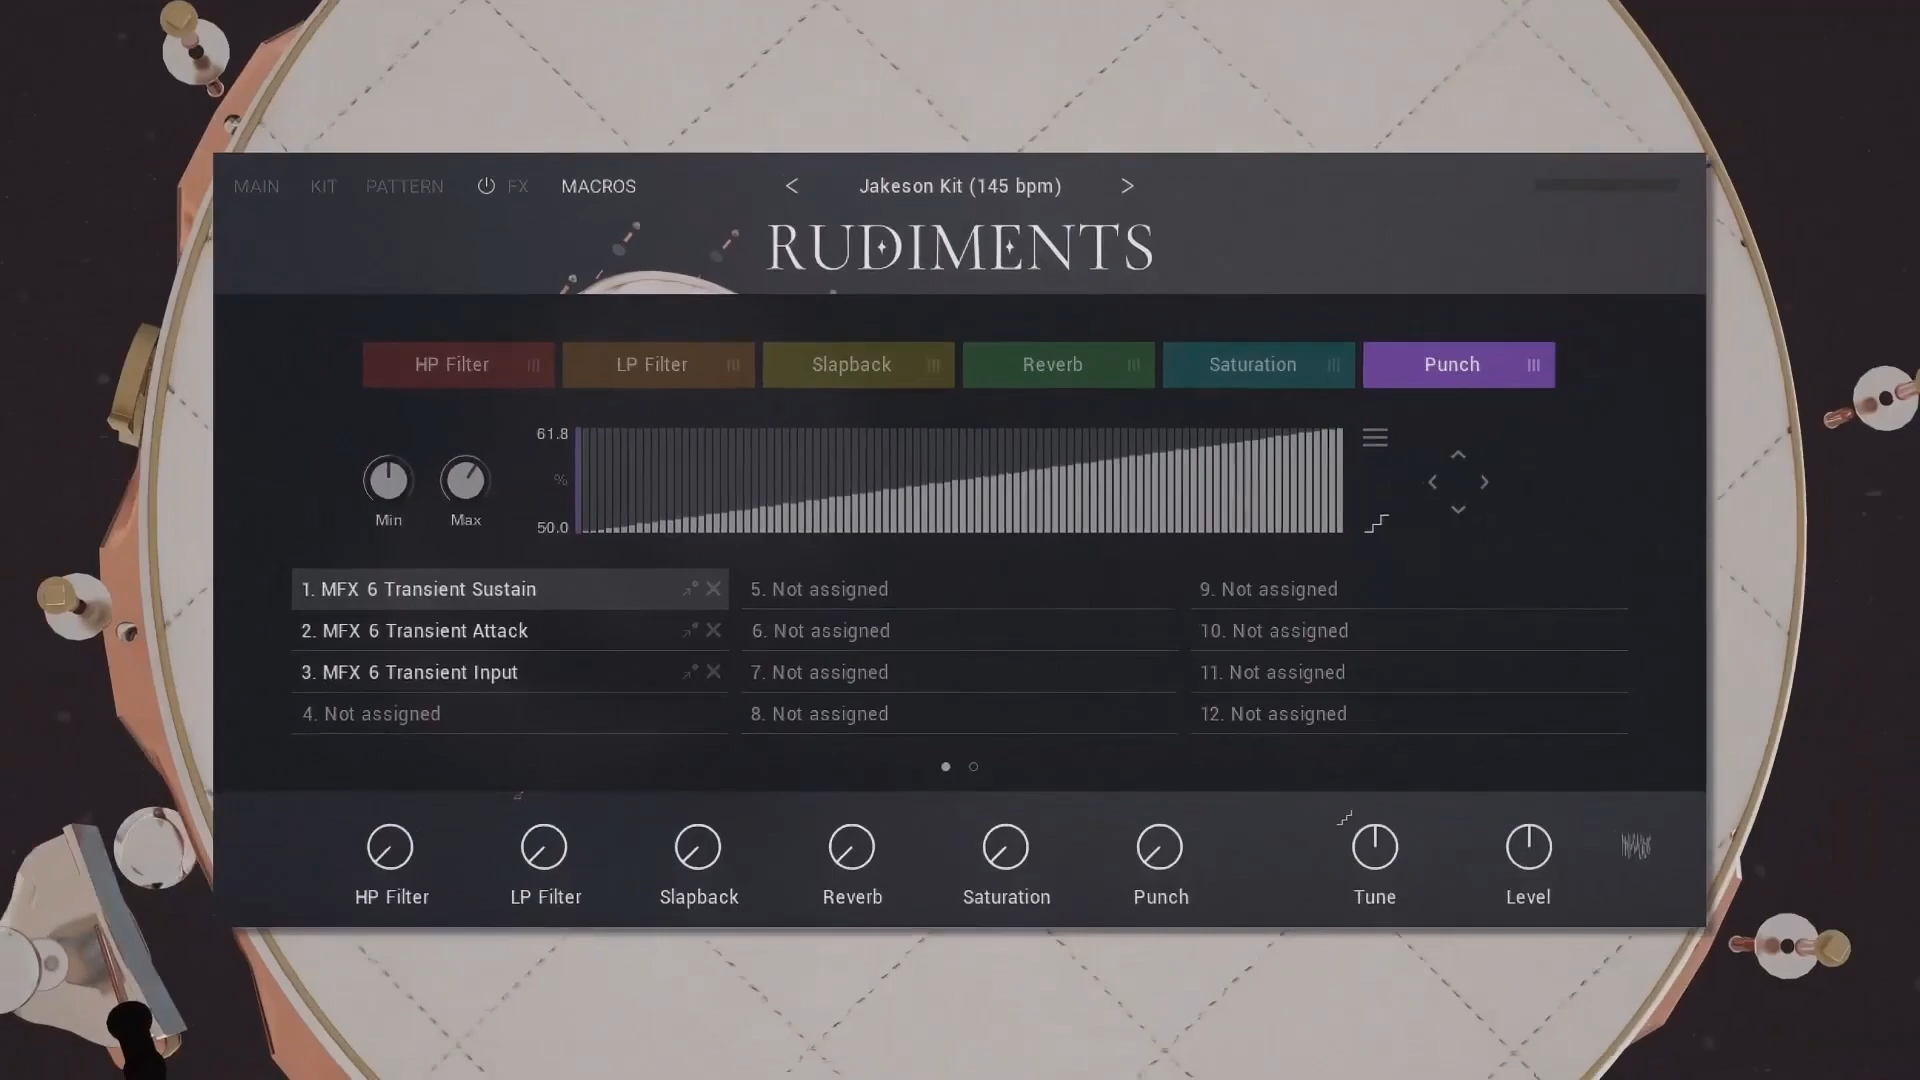 MAIN KIT PATTERN FX MACROS < Jakeson Kit (145 bpm) >
RUDIMENTS
HP Filter LP Filter Slapback Reverb Saturation Punch
61.8
%
50.0
Min Max
1. MFX 6 Transient Sustain
2. MFX 6 Transient Attack
3. MFX 6 Transient Input
4. Not assigned
5. Not assigned
6. Not assigned
7. Not assigned
8. Not assigned
9. Not assigned
10. Not assigned
11. Not assigned
12. Not assigned
HP Filter LP Filter Slapback Reverb Saturation Punch Tune Level